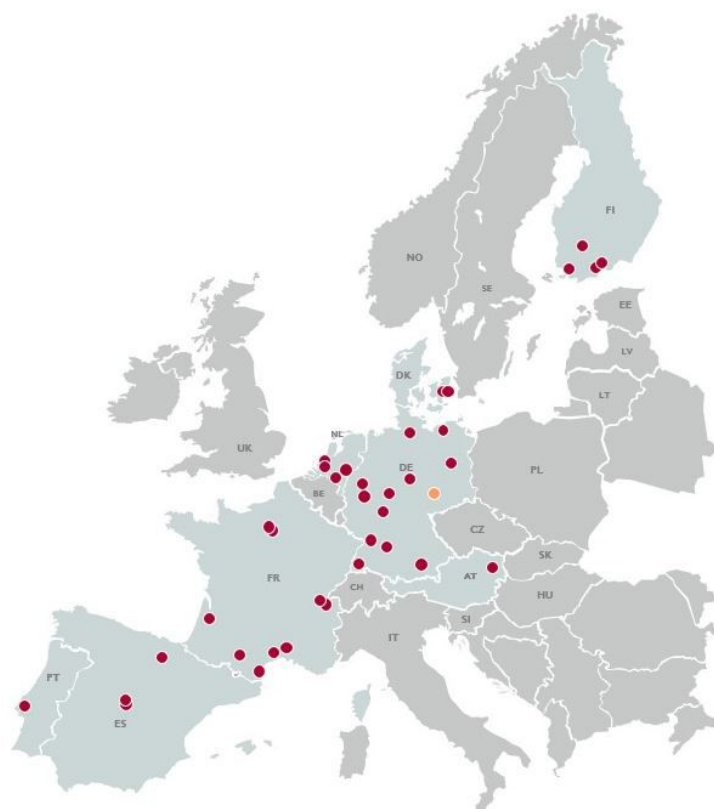 FI
NO
SE
EE
LV
DK
LT
NL
UK
DE
PL
BE
CZ
SK
FR
AT
CH
HU
SI
IT
PT
ES